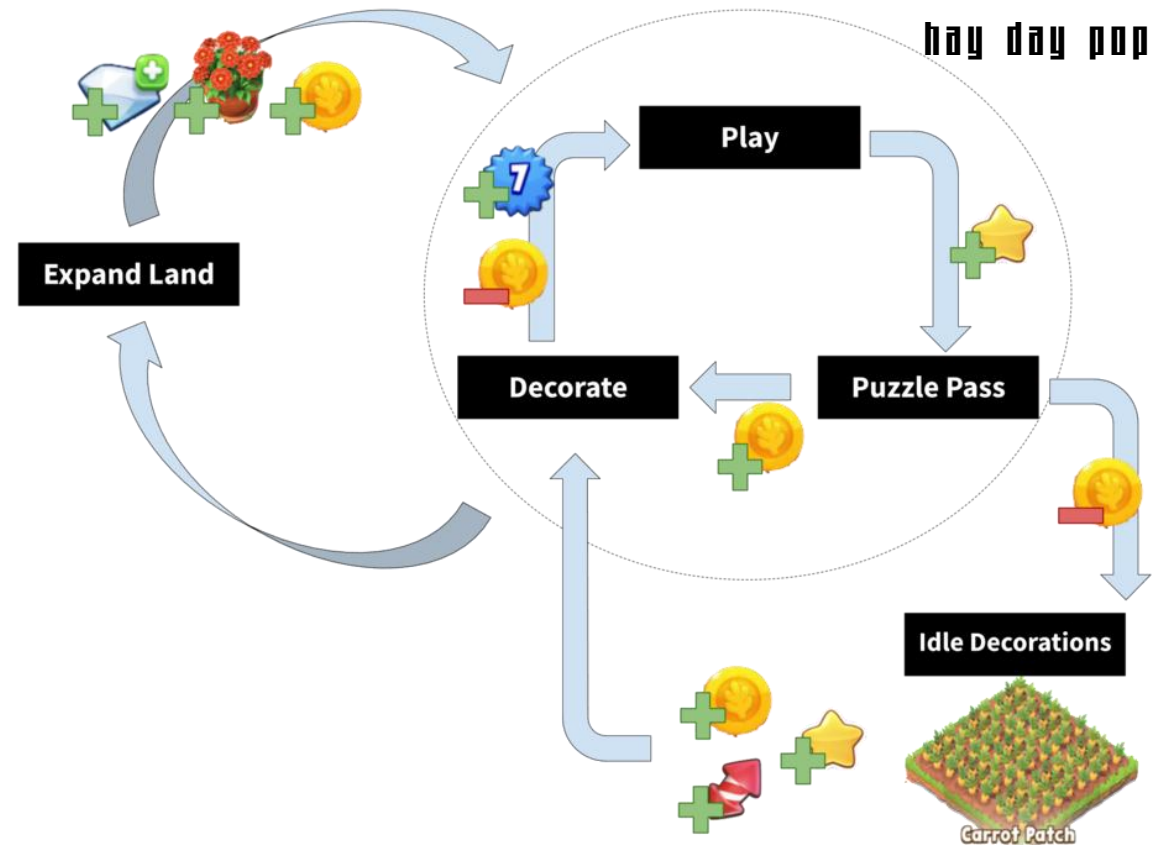 hay day pop
Play
7
Expand Land
Decorate
Puzzle Pass
Idle Decorations
Carrot Patch